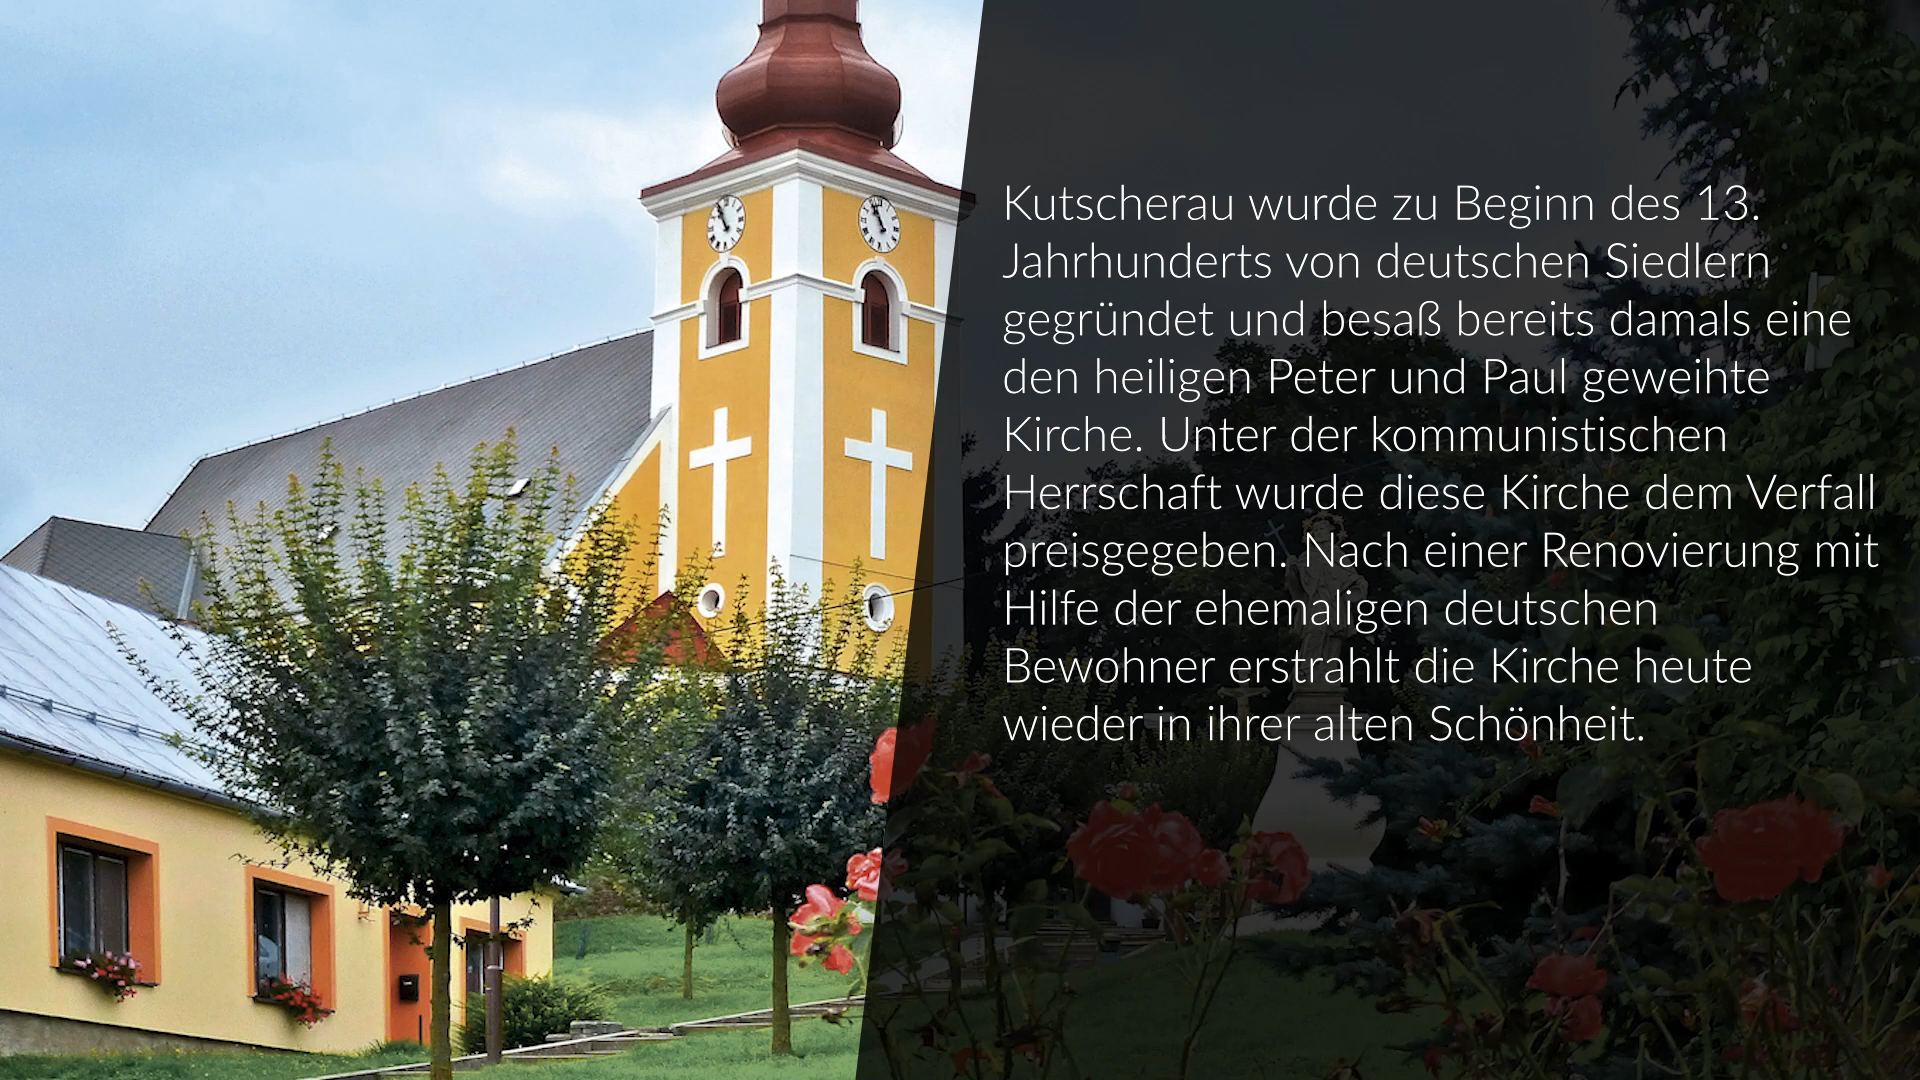 Kutscherau wurde zu Beginn des 13.
Jahrhunderts von deutschen Siedlern
gegründet und besaß bereits damals eine
den heiligen Peter und Paul geweihte
Kirche. Unter der kommunistischen
Herrschaft wurde diese Kirche dem Verfall
preisgegeben. Nach einer Renovierung mit
Hilfe der ehemaligen deutschen
Bewohner erstrahlt die Kirche heute
wieder in ihrer alten Schönheit.